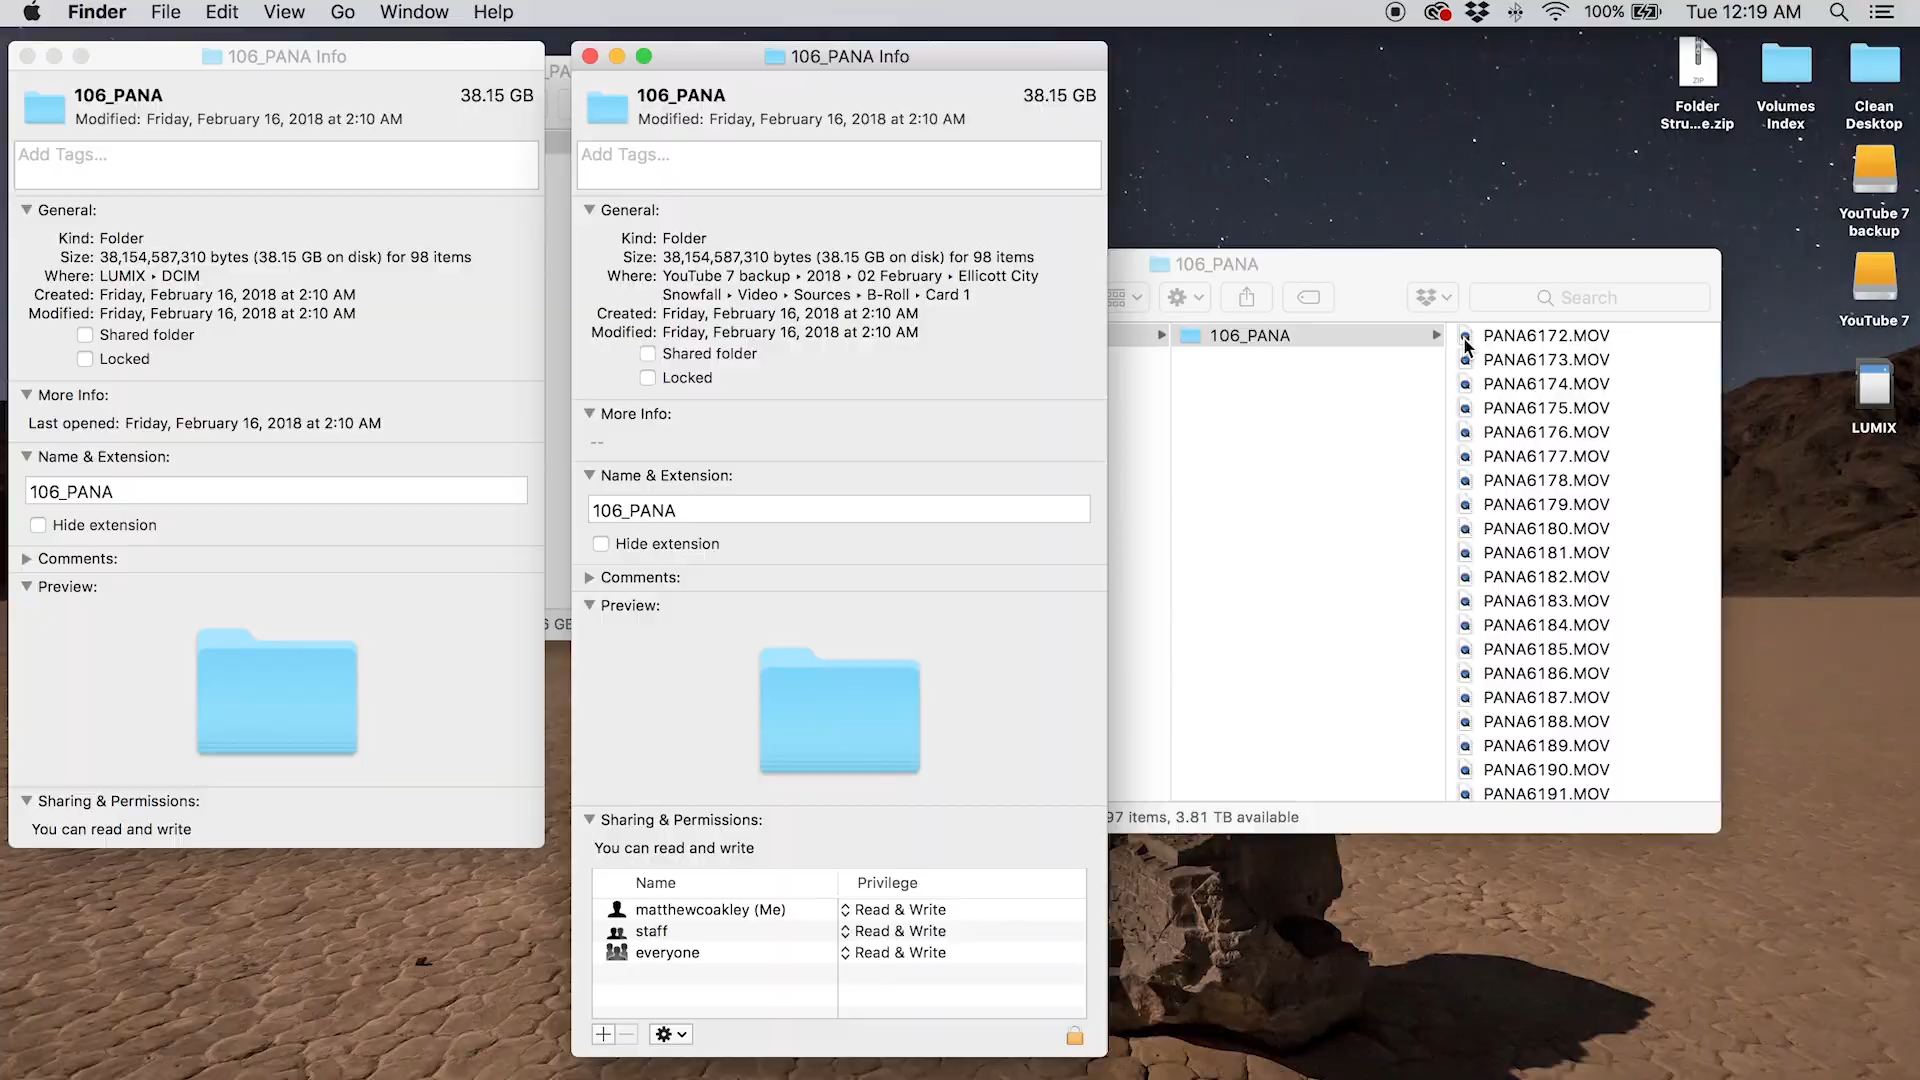 Finder File Edit View Go Window Help
100% Tue 12:19 AM
106_PANA Info
106_PANA 38.15 GB
Modified: Friday, February 16, 2018 at 2:10 AM
Add Tags...
General:
Kind: Folder
Size: 38,154,587,310 bytes (38.15 GB on disk) for 98 items
Where: LUMIX ▸ DCIM
Created: Friday, February 16, 2018 at 2:10 AM
Modified: Friday, February 16, 2018 at 2:10 AM
Shared folder
Locked
More Info:
Last opened: Friday, February 16, 2018 at 2:10 AM
Name & Extension:
106_PANA
Hide extension
Comments:
Preview:
Sharing & Permissions:
You can read and write
_PA
6 GB
106_PANA Info
106_PANA 38.15 GB
Modified: Friday, February 16, 2018 at 2:10 AM
Add Tags...
General:
Kind: Folder
Size: 38,154,587,310 bytes (38.15 GB on disk) for 98 items
Where: YouTube 7 backup ▸ 2018 ▸ 02 February ▸ Ellicott City
Snowfall ▸ Video ▸ Sources ▸ B-Roll ▸ Card 1
Created: Friday, February 16, 2018 at 2:10 AM
Modified: Friday, February 16, 2018 at 2:10 AM
Shared folder
Locked
More Info:
--
Name & Extension:
106_PANA
Hide extension
Comments:
Preview:
Sharing & Permissions:
You can read and write
Name Privilege
matthewcoakley (Me) Read & Write
staff Read & Write
everyone Read & Write
106_PANA
Search
106_PANA
PANA6172.MOV
PANA6173.MOV
PANA6174.MOV
PANA6175.MOV
PANA6176.MOV
PANA6177.MOV
PANA6178.MOV
PANA6179.MOV
PANA6180.MOV
PANA6181.MOV
PANA6182.MOV
PANA6183.MOV
PANA6184.MOV
PANA6185.MOV
PANA6186.MOV
PANA6187.MOV
PANA6188.MOV
PANA6189.MOV
PANA6190.MOV
PANA6191.MOV
97 items, 3.81 TB available
ZIP
Folder
Stru...e.zip
Volumes
Index
Clean
Desktop
YouTube 7
backup
YouTube 7
LUMIX